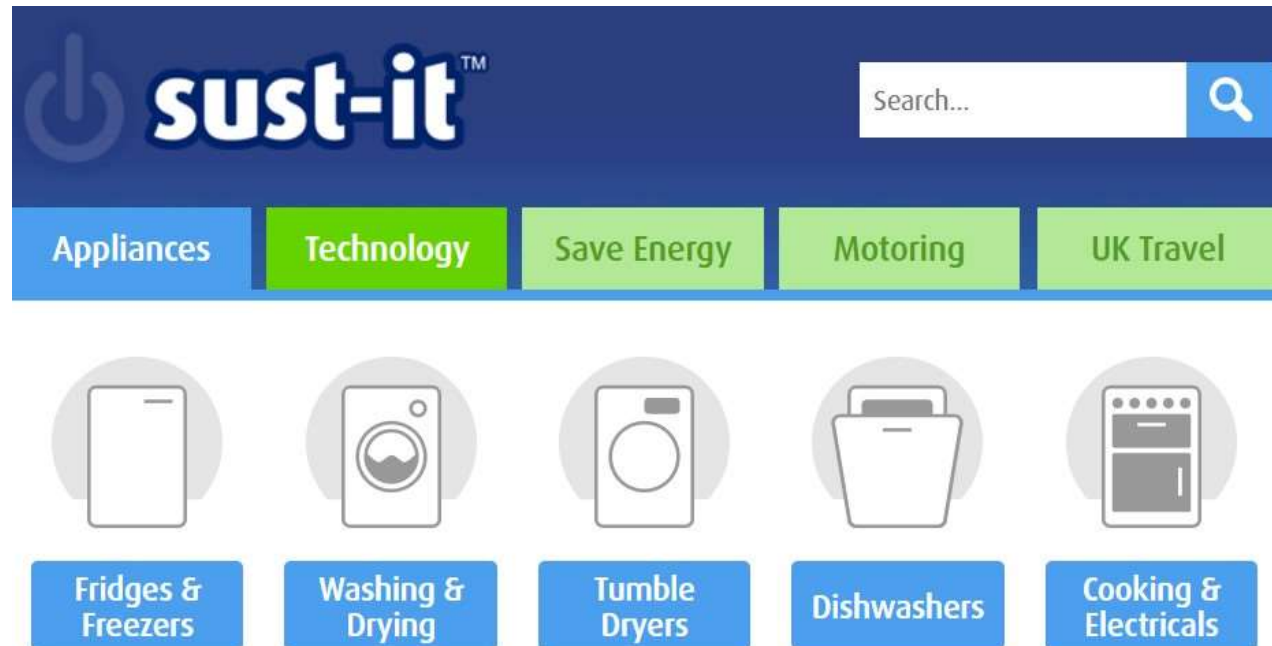 sust-it™
Search...
Appliances
Technology
Save Energy
Motoring
UK Travel
Fridges &
Freezers
Washing &
Drying
Tumble
Dryers
Dishwashers
Cooking &
Electricals